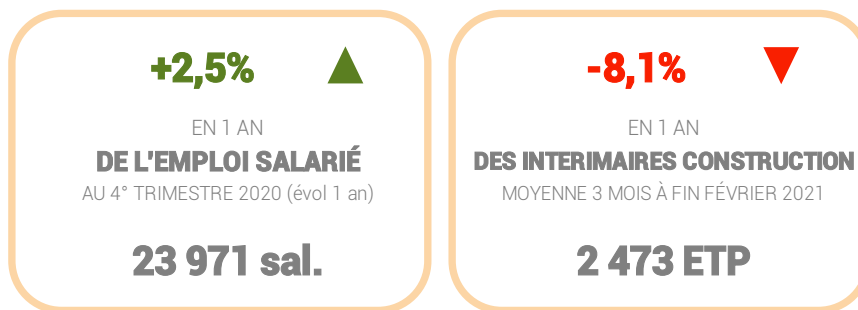 +2,5%
EN 1 AN
DE L'EMPLOI SALARIÉ
AU 4° TRIMESTRE 2020 (évol 1 an)
23 971 sal.
-8,1%
EN 1 AN
DES INTERIMAIRES CONSTRUCTION
MOYENNE 3 MOIS À FIN FÉVRIER 2021
2 473 ETP